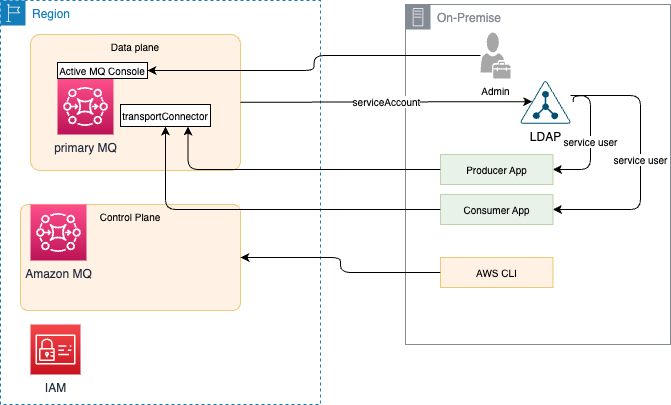 Region
On-Premise
Data plane
Active MQ Console
Admin
transportConnector
serviceAccount
primary MQ
LDAP
service user
service user
Producer App
Consumer App
Control Plane
Amazon MQ
AWS CLI
IAM